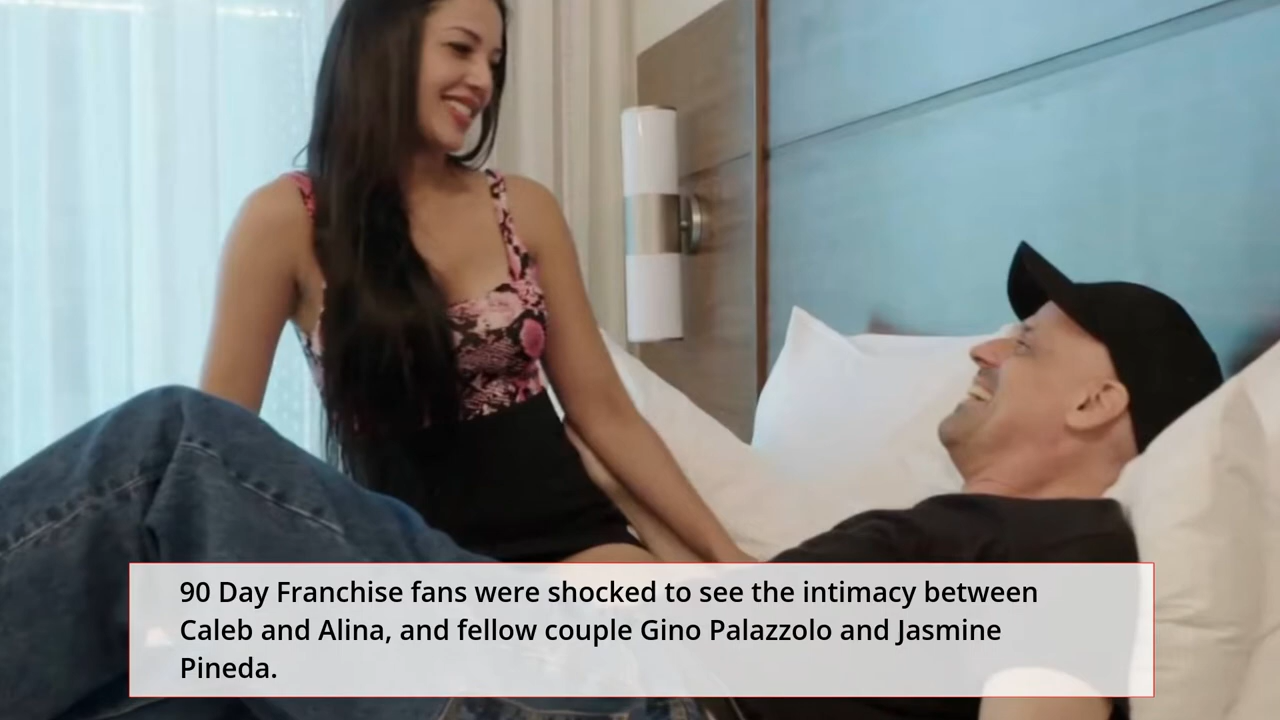 90 Day Franchise fans were shocked to see the intimacy between
Caleb and Alina, and fellow couple Gino Palazzolo and Jasmine
Pineda.